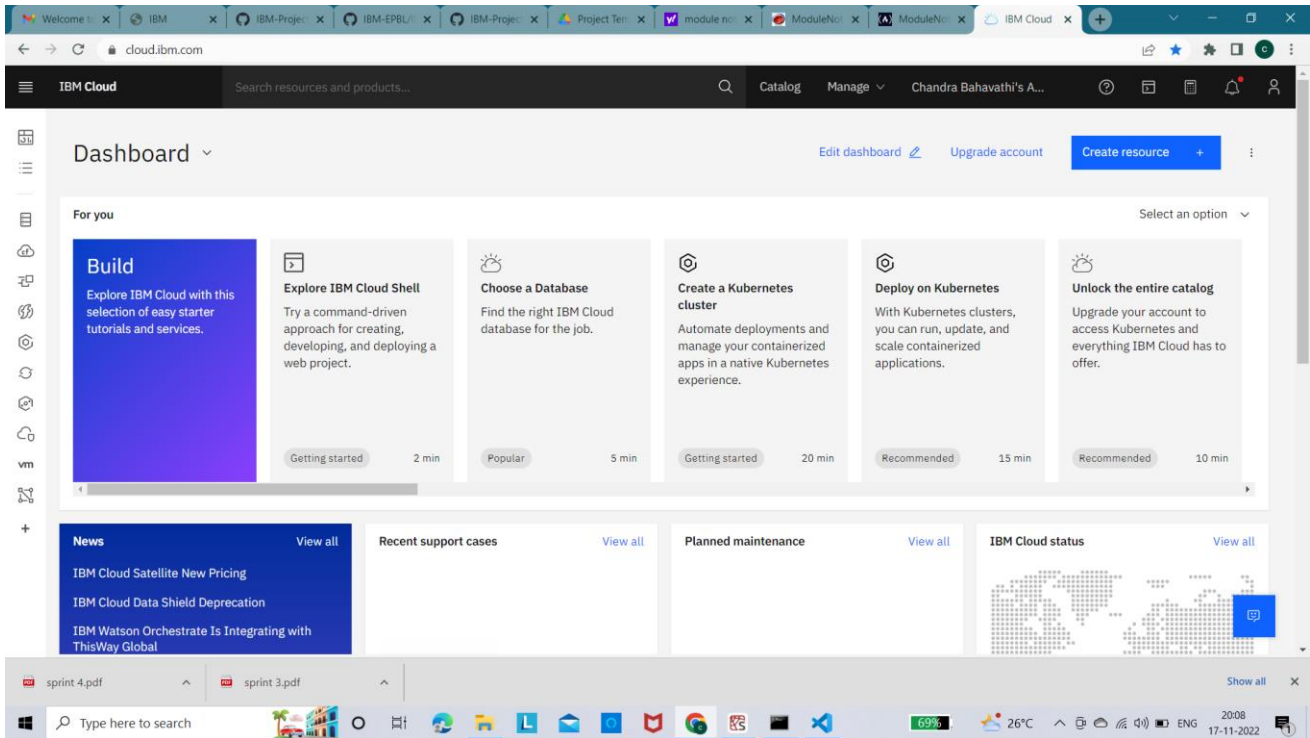 Welcome t
IBM
IBM-Projec
IBM-EPBL/
IBM-Projec
Project Ten
module no
ModuleNo
ModuleNo
IBM Cloud
cloud.ibm.com
IBM Cloud
Search resources and products...
Catalog
Manage
Chandra Bahavathi's A...
Dashboard
Edit dashboard
Upgrade account
Create resource +
For you
Select an option
Build
Explore IBM Cloud with this
selection of easy starter
tutorials and services.
Explore IBM Cloud Shell
Try a command-driven
approach for creating,
developing, and deploying a
web project.
Getting started 2 min
Choose a Database
Find the right IBM Cloud
database for the job.
Popular 5 min
Create a Kubernetes
cluster
Automate deployments and
manage your containerized
apps in a native Kubernetes
experience.
Getting started 20 min
Deploy on Kubernetes
With Kubernetes clusters,
you can run, update, and
scale containerized
applications.
Recommended 15 min
Unlock the entire catalog
Upgrade your account to
access Kubernetes and
everything IBM Cloud has to
offer.
Recommended 10 min
vm
News View all
IBM Cloud Satellite New Pricing
IBM Cloud Data Shield Deprecation
IBM Watson Orchestrate Is Integrating with
ThisWay Global
Recent support cases View all
Planned maintenance View all
IBM Cloud status View all
sprint 4.pdf
sprint 3.pdf
Show all
Type here to search
69%
26°C
ENG
20:08
17-11-2022